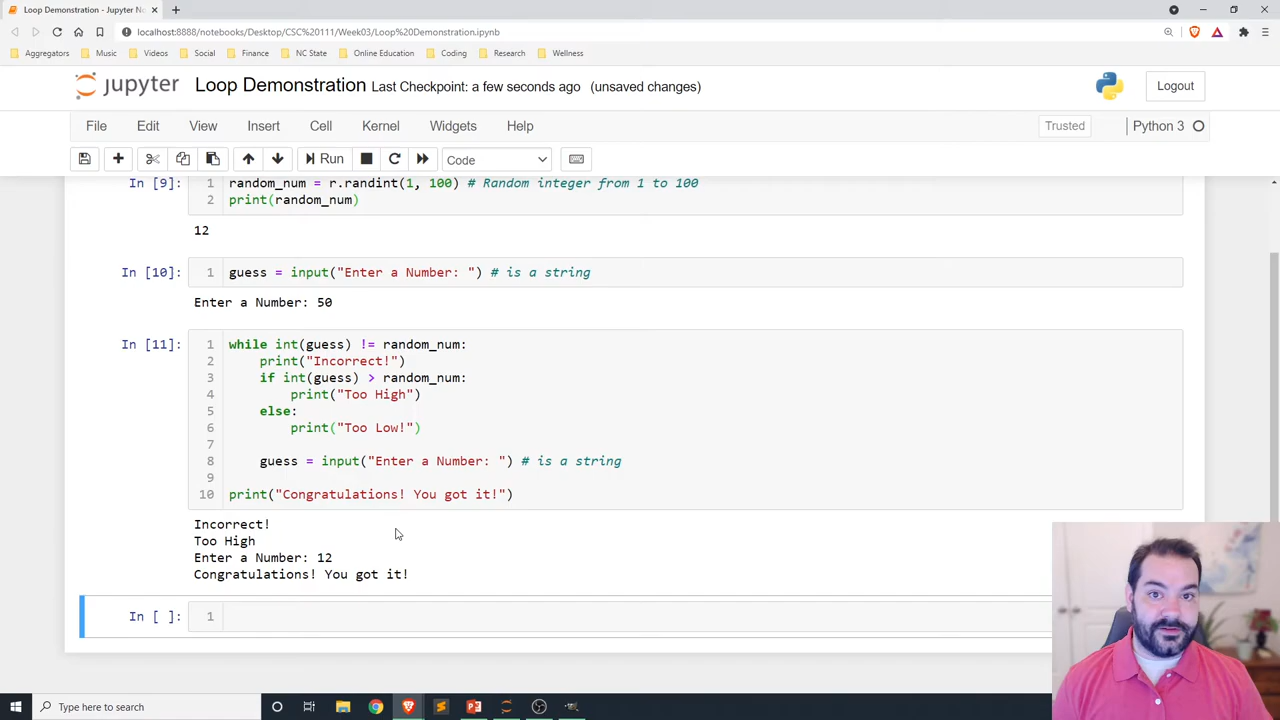 Loop Demonstration - Jupyter N
localhost:8888/notebooks/Desktop/CSC%20111/Week03/Loop%20Demonstration.ipynb
Aggregators Music Videos Social Finance NC State Online Education Coding Research Wellness
jupyter Loop Demonstration Last Checkpoint: a few seconds ago (unsaved changes) Logout
File Edit View Insert Cell Kernel Widgets Help Trusted Python 3
Run Code
In [9]: 1 random_num = r.randint(1, 100) # Random integer from 1 to 100
2 print(random_num)
12
In [10]: 1 guess = input("Enter a Number: ") # is a string
Enter a Number: 50
In [11]: 1 while int(guess) != random_num:
2 print("Incorrect!")
3 if int(guess) > random_num:
4 print("Too High")
5 else:
6 print("Too Low!")
7
8 guess = input("Enter a Number: ") # is a string
9
10 print("Congratulations! You got it!")
Incorrect!
Too High
Enter a Number: 12
Congratulations! You got it!
In [ ]: 1
Type here to search